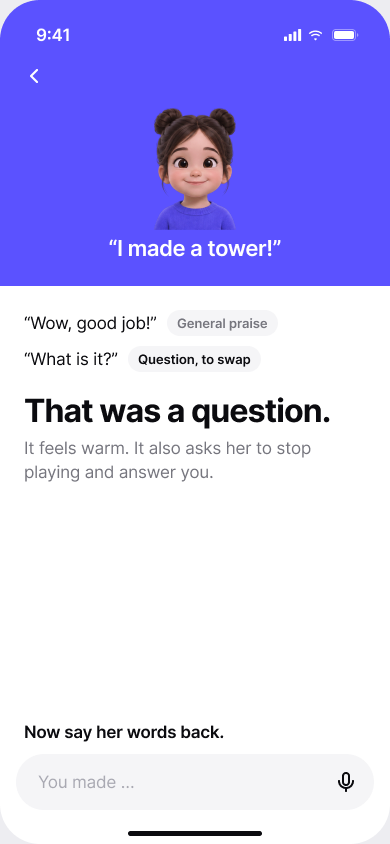 9:41
“I made a tower!”
“Wow, good job!” General praise
“What is it?” Question, to swap
That was a question.
It feels warm. It also asks her to stop
playing and answer you.
Now say her words back.
You made ...